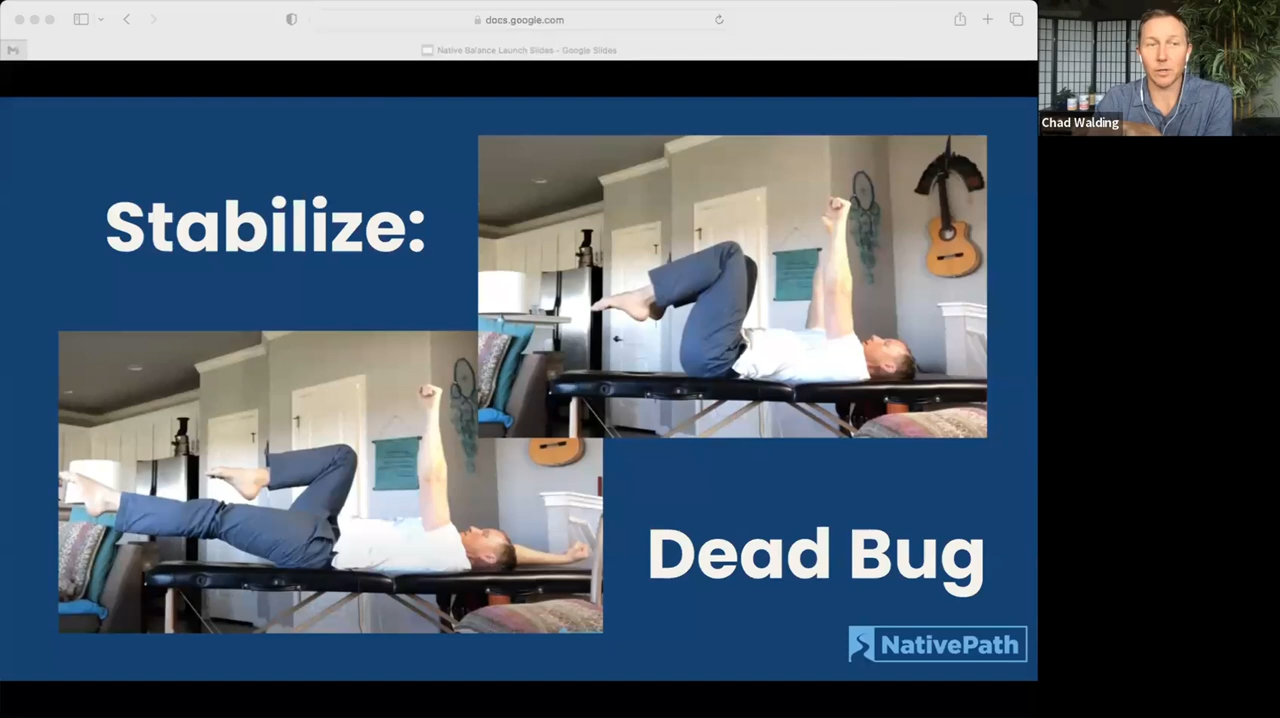 docs.google.com
Native Balance Launch Slides - Google Slides
Chad Walding
Stabilize:
Dead Bug
NativePath